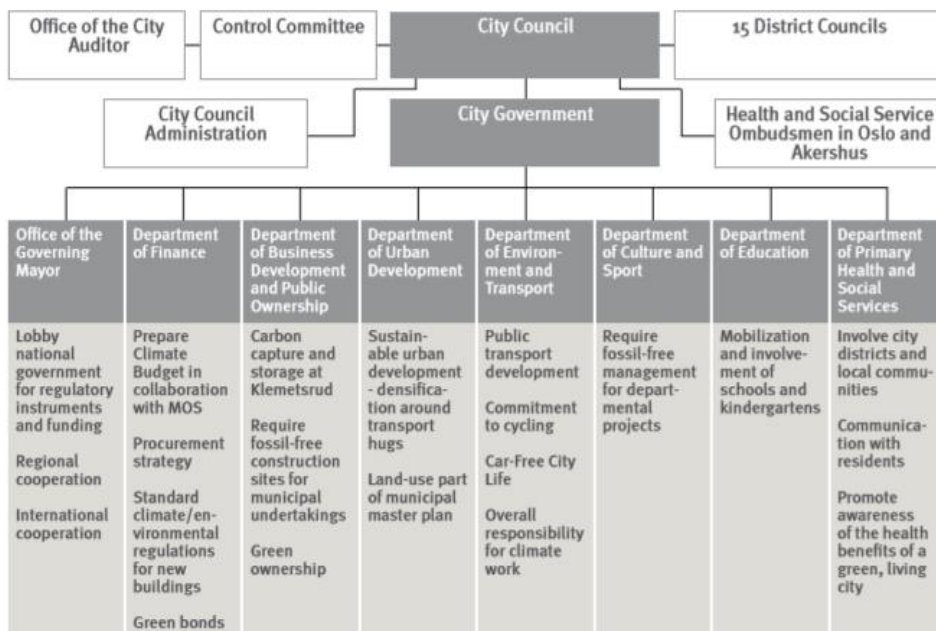 Office of the City
Auditor
Control Committee
City Council
15 District Councils
City Council
Administration
City Government
Health and Social Service
Ombudsmen in Oslo and
Akershus
Office of the
Governing
Mayor
Lobby
national
government
for regulatory
instruments
and funding
Regional
cooperation
International
cooperation
Department
of Finance
Prepare
Climate
Budget in
collaboration
with MOS
Procurement
strategy
Standard
climate/en-
vironmental
regulations
for new
buildings
Green bonds
Department
of Business
Development
and Public
Ownership
Carbon
capture and
storage at
Klemetsrud
Require
fossil-free
construction
sites for
municipal
undertakings
Green
ownership
Department
of Urban
Development
Sustain-
able urban
development
- densific-
ation around
transport
hugs
Land-use part
of municipal
master plan
Department
of Environ-
ment and
Transport
Public
transport
development
Commitment
to cycling
Car-Free City
Life
Overall
responsibility
for climate
work
Department
of Culture and
Sport
Require
fossil-free
management
for depart-
mental
projects
Department
of Education
Mobilization
and involve-
ment of
schools and
kindergartens
Department
of Primary
Health and
Social
Services
Involve city
districts and
local commu-
nities
Communica-
tion with
residents
Promote
awareness
of the health
benefits of a
green, living
city